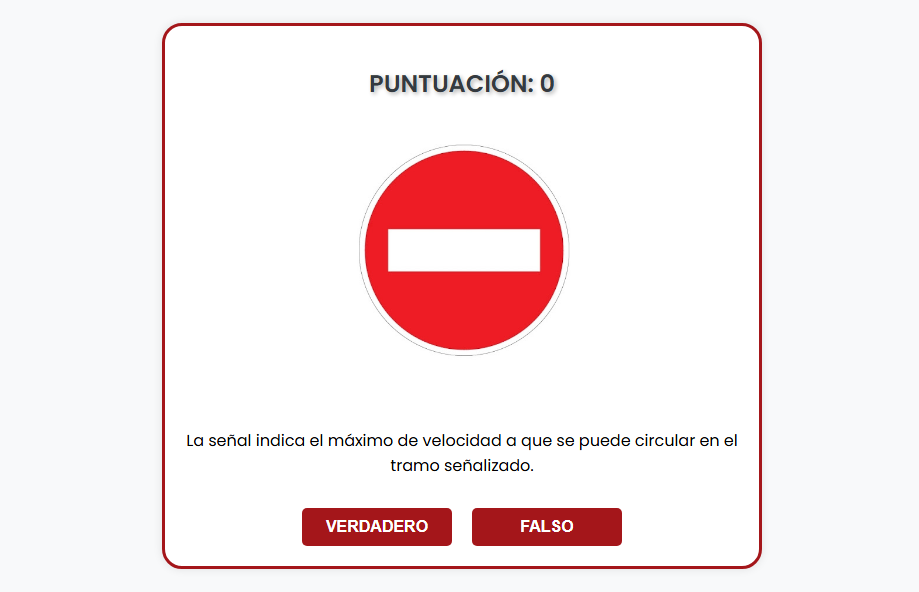 PUNTUACIÓN: 0
La señal indica el máximo de velocidad a que se puede circular en el
tramo señalizado.
VERDADERO
FALSO